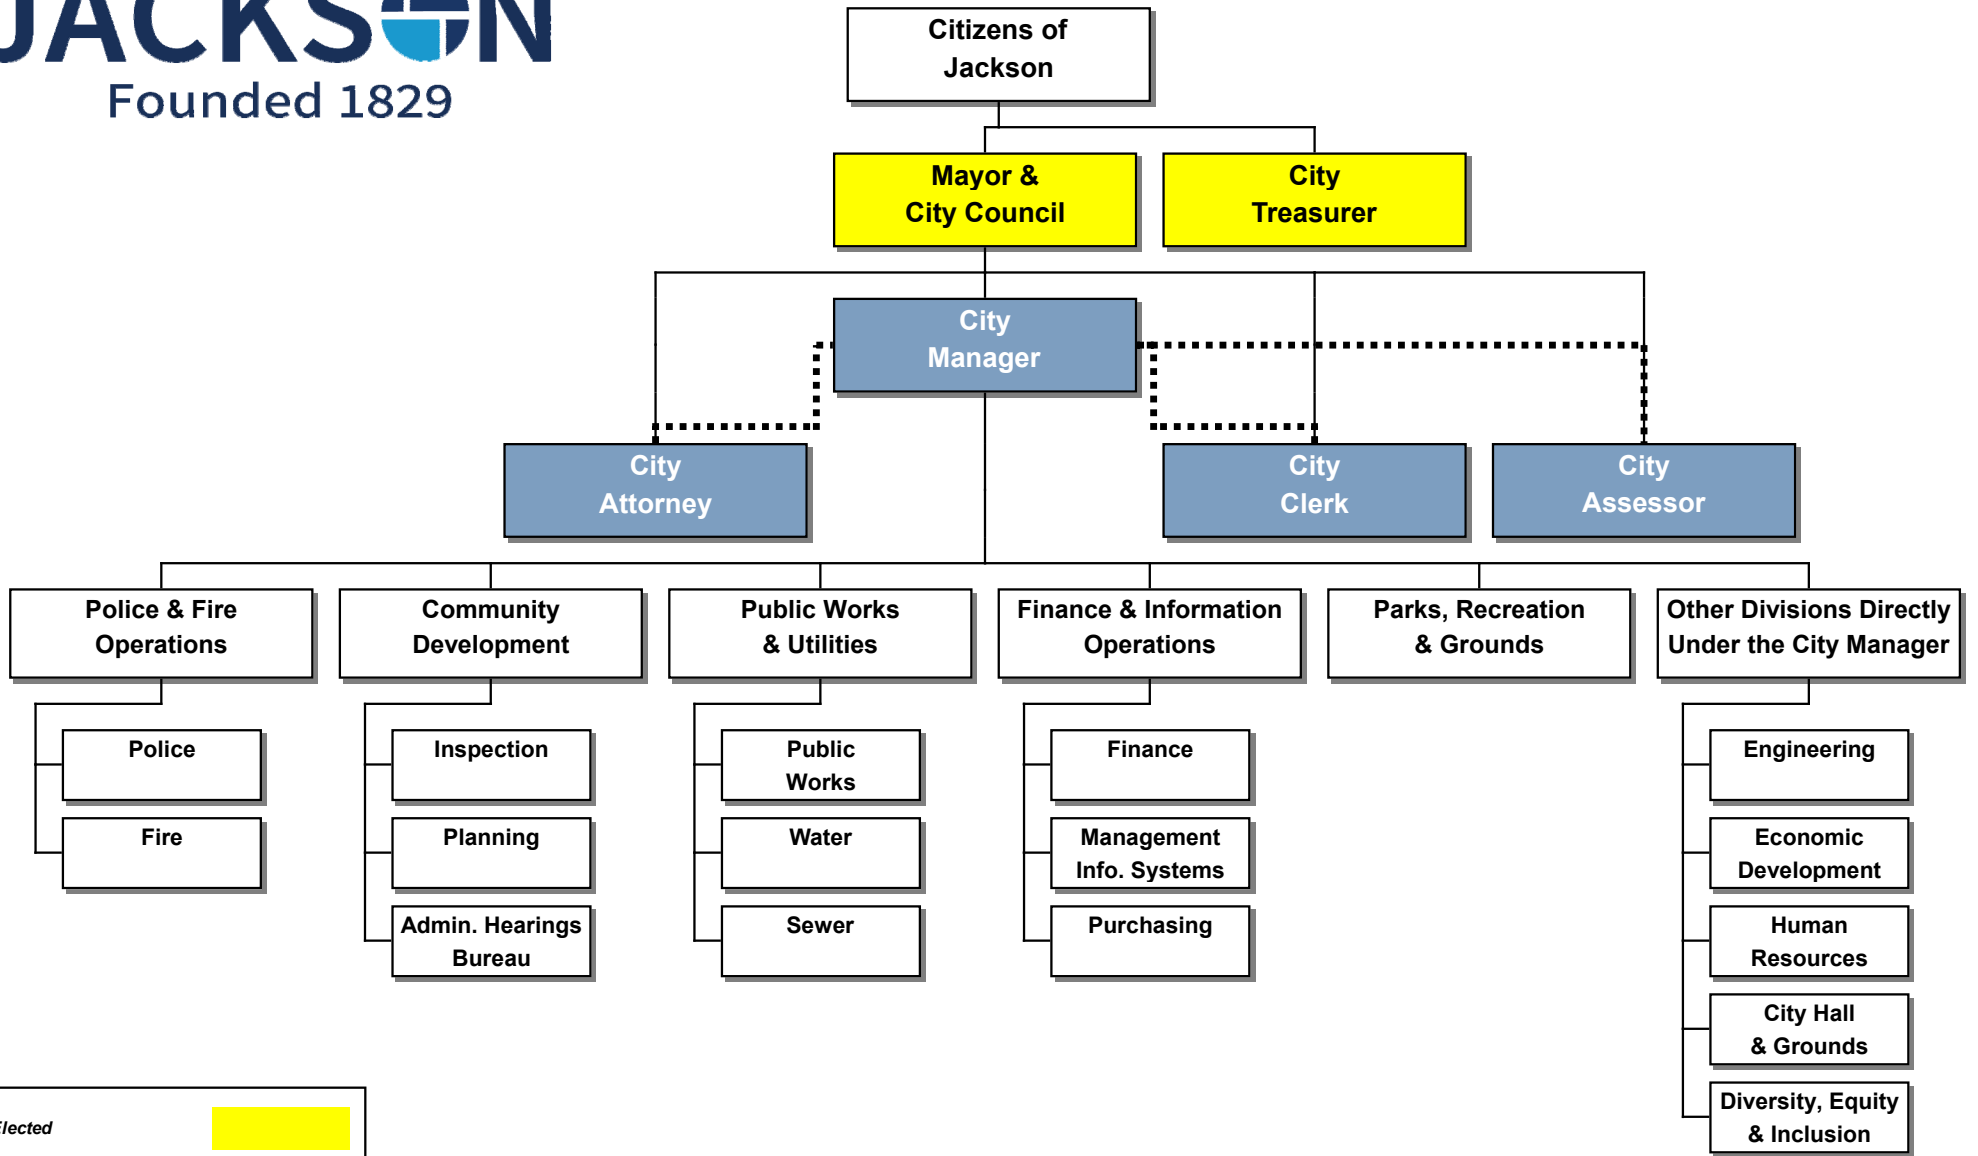 JACKSON
Founded 1829
Citizens of
Jackson
Mayor &
City Council
City
Treasurer
City
Manager
City
Attorney
City
Clerk
City
Assessor
Police & Fire
Operations
Community
Development
Public Works
& Utilities
Finance & Information
Operations
Parks, Recreation
& Grounds
Other Divisions Directly
Under the City Manager
Police
Fire
Inspection
Planning
Admin. Hearings
Bureau
Public
Works
Water
Sewer
Finance
Management
Info. Systems
Purchasing
Engineering
Economic
Development
Human
Resources
City Hall
& Grounds
Diversity, Equity
& Inclusion
Elected